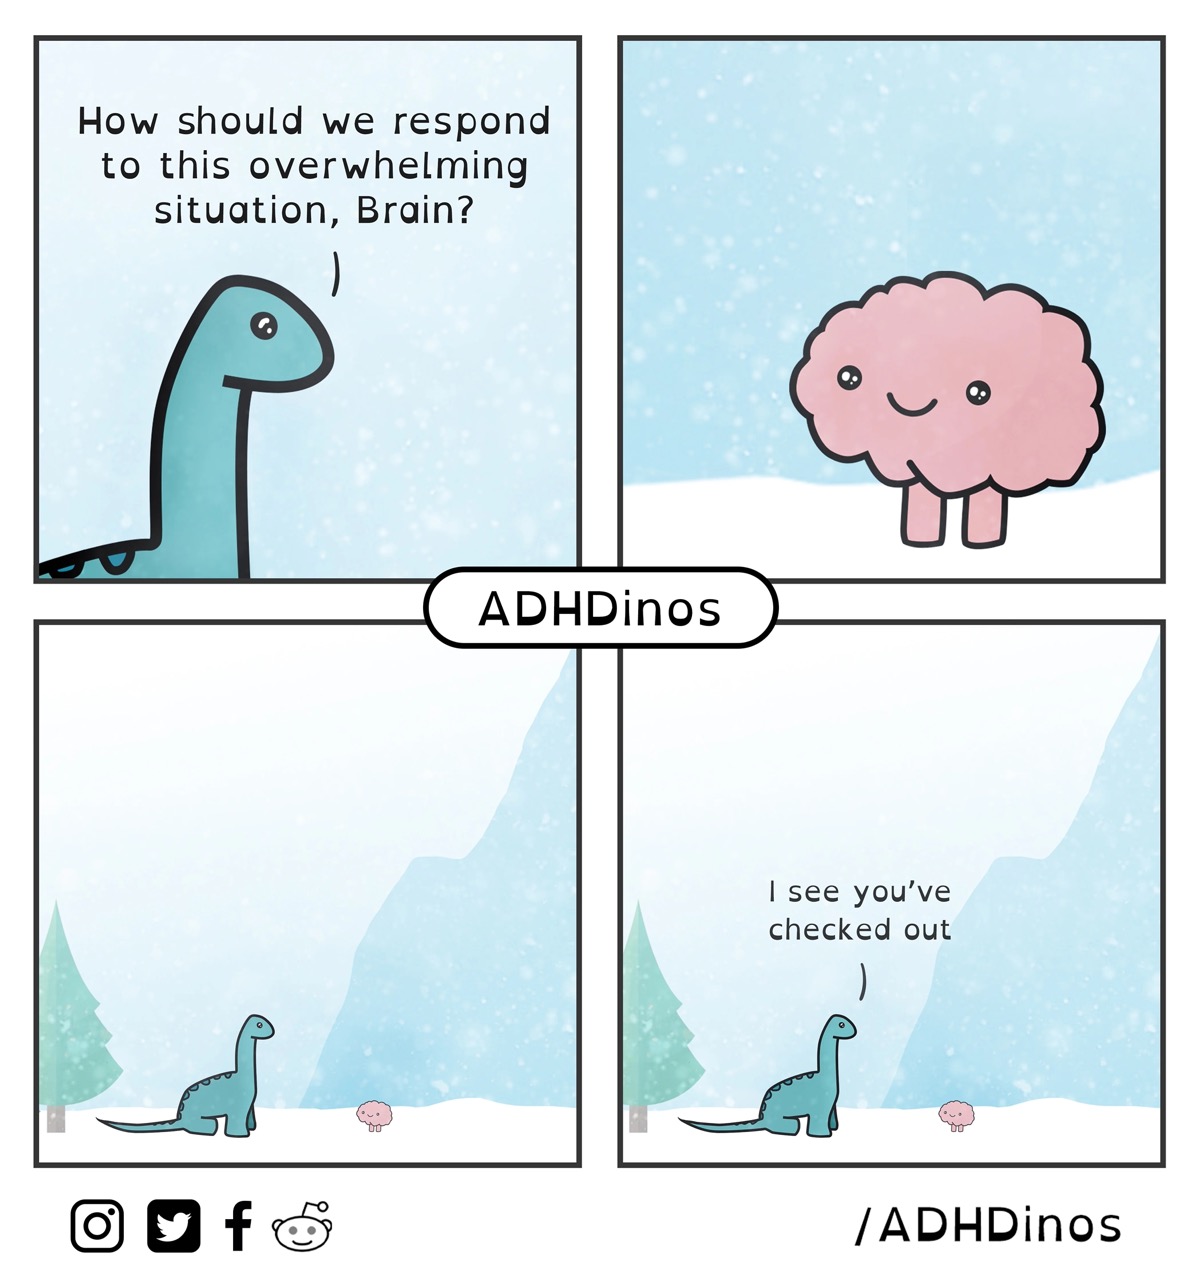 How should we respond
to this overwhelming
situation, Brain?
ADHDinos
I see you've
checked out
/ADHDinos